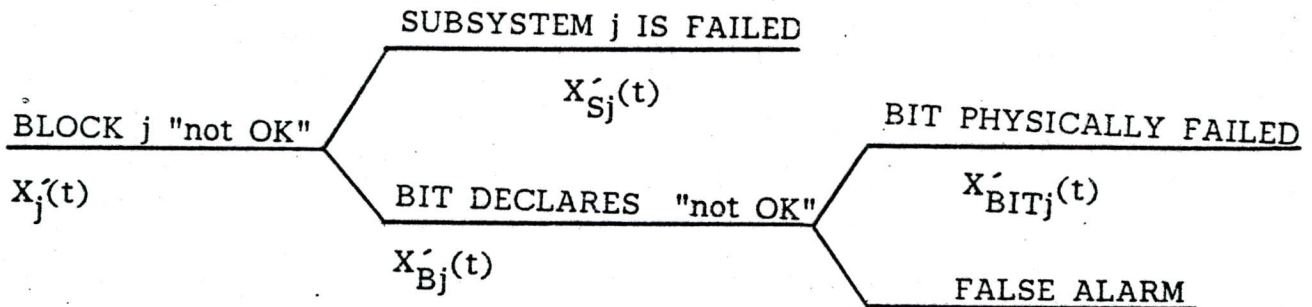 SUBSYSTEM j IS FAILED
X´Sj(t)
BLOCK j "not OK"
X´j(t)
BIT DECLARES "not OK"
X´Bj(t)
BIT PHYSICALLY FAILED
X´BITj(t)
FALSE ALARM